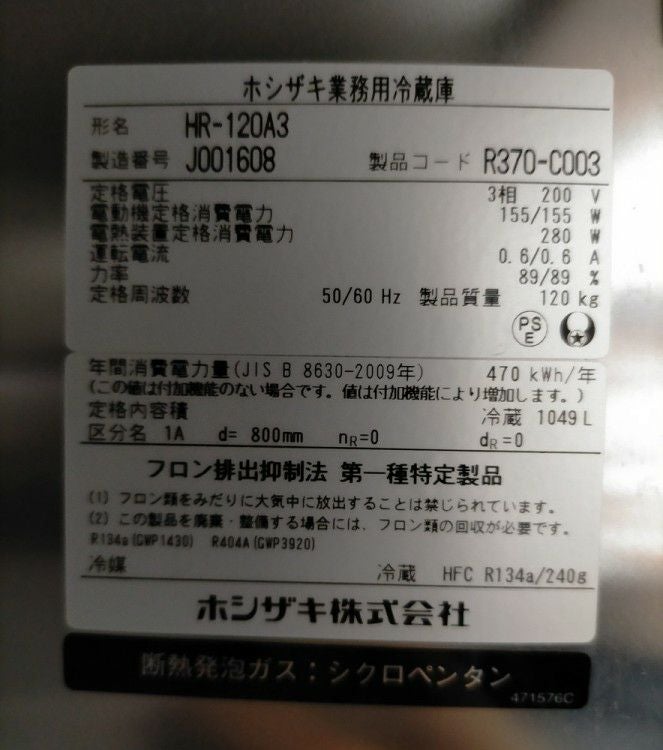 ホシザキ業務用冷蔵庫
形名 HR-120A3
製造番号 J001608 製品コード R370-C003
定格電圧 3相 200 V
電動機定格消費電力 155/155 W
電熱装置定格消費電力 280 W
運転電流 0.6/0.6 A
力率 89/89 %
定格周波数 50/60 Hz 製品質量 120 kg
PS
E
年間消費電力量(JIS B 8630-2009年) 470 kWh/年
(この値は付加機能のない場合です。値は付加機能により増加します。)
定格内容積 冷蔵 1049 L
区分名 1A d= 800mm nR=0 dR=0
フロン排出抑制法 第一種特定製品
(1) フロン類をみだりに大気中に放出することは禁じられています。
(2) この製品を廃棄・整備する場合には、フロン類の回収が必要です。
R134a(GWP1430) R404A(GWP3920)
冷媒 冷蔵 HFC R134a/240g
ホシザキ株式会社
断熱発泡ガス:シクロペンタン
471576C